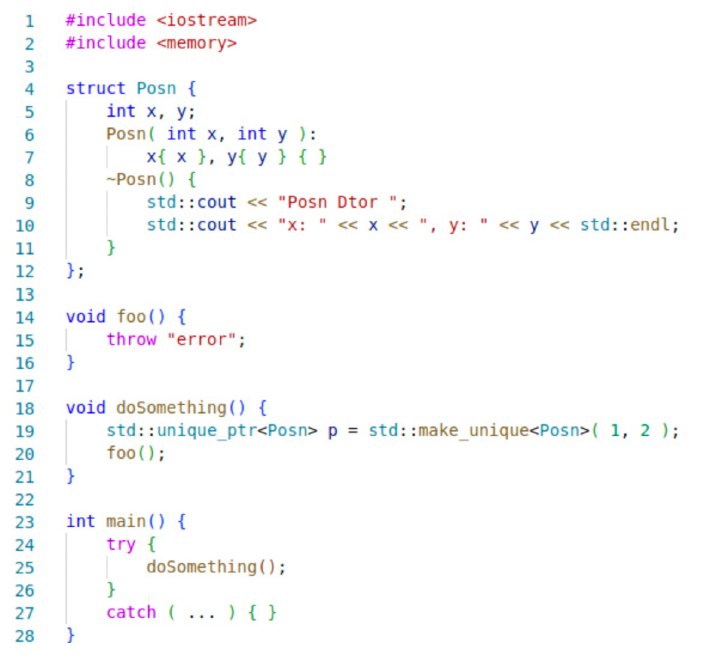 1 #include <iostream>
2 #include <memory>
3
4 struct Posn {
5     int x, y;
6     Posn( int x, int y ):
7         x{ x }, y{ y } { }
8     ~Posn() {
9         std::cout << "Posn Dtor ";
10         std::cout << "x: " << x << ", y: " << y << std::endl;
11     }
12 };
13
14 void foo() {
15     throw "error";
16 }
17
18 void doSomething() {
19     std::unique_ptr<Posn> p = std::make_unique<Posn>( 1, 2 );
20     foo();
21 }
22
23 int main() {
24     try {
25         doSomething();
26     }
27     catch ( ... ) { }
28 }